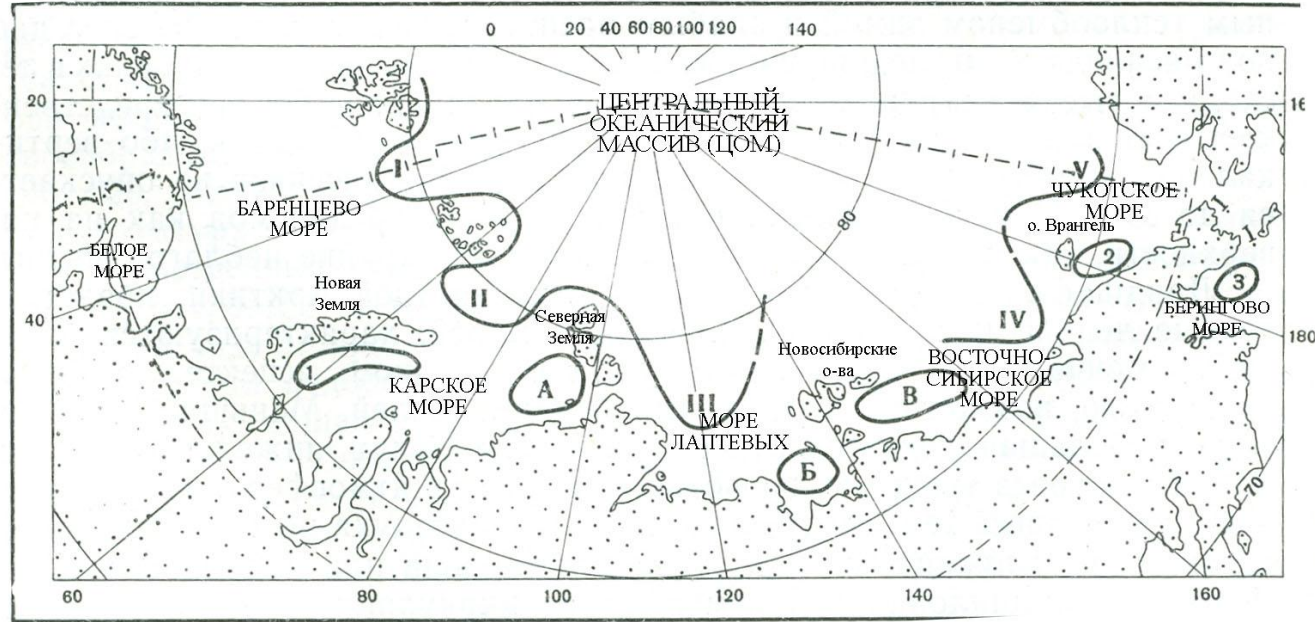 0 20 40 60 80 100 120 140
20
ЦЕНТРАЛЬНЫЙ
ОКЕАНИЧЕСКИЙ
МАССИВ (ЦОМ)
I
V
БАРЕНЦЕВО
МОРЕ
ЧУКОТСКОЕ
МОРЕ
80
о. Врангель
БЕЛОЕ
МОРЕ
2
3
Новая
Земля
II
Северная
Земля
IV
БЕРИНГОВО
МОРЕ
40
180
Новосибирские
о-ва
ВОСТОЧНО-
СИБИРСКОЕ
МОРЕ
1
КАРСКОЕ
МОРЕ
А
В
III
МОРЕ
ЛАПТЕВЫХ
Б
70
60 80 100 120 140 160